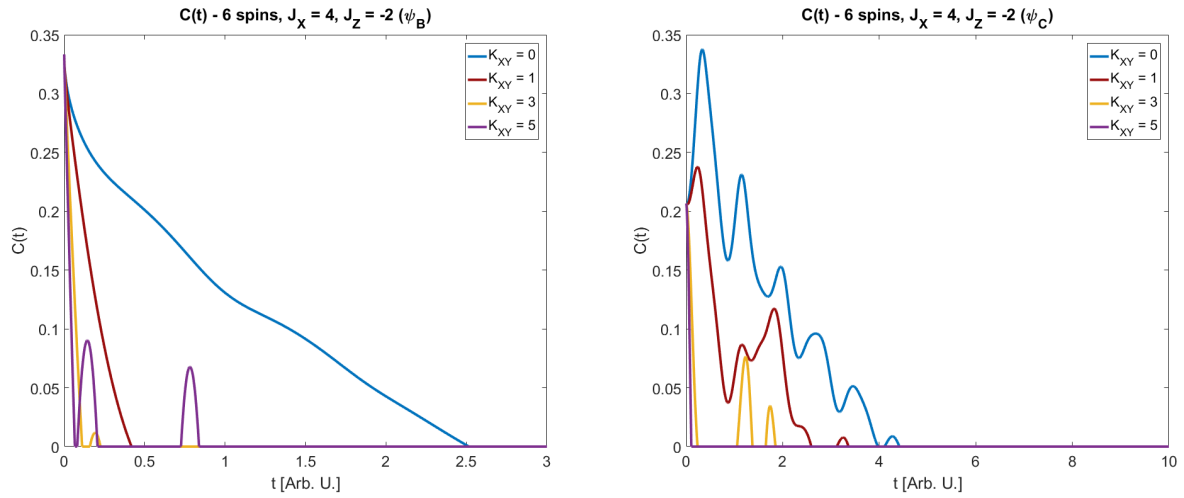 C(t) - 6 spins, J_X = 4, J_Z = -2 (ψ_B)
0.35
0.3
0.25
0.2
0.15
0.1
0.05
0
C(t)
K_XY = 0
K_XY = 1
K_XY = 3
K_XY = 5
0 0.5 1 1.5 2 2.5 3
t [Arb. U.]
C(t) - 6 spins, J_X = 4, J_Z = -2 (ψ_C)
0.35
0.3
0.25
0.2
0.15
0.1
0.05
0
C(t)
K_XY = 0
K_XY = 1
K_XY = 3
K_XY = 5
0 2 4 6 8 10
t [Arb. U.]